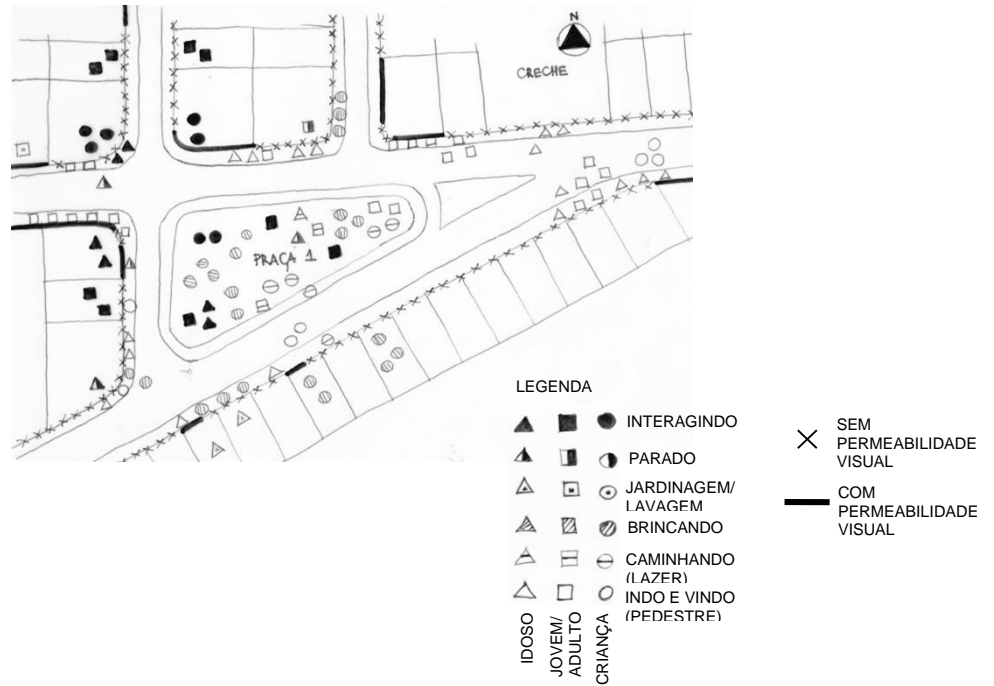 N
CRECHE
PRAÇA 1
LEGENDA
INTERAGINDO
PARADO
JARDINAGEM/
LAVAGEM
BRINCANDO
CAMINHANDO
(LAZER)
INDO E VINDO
(PEDESTRE)
IDOSO
JOVEM/
ADULTO
CRIANÇA
SEM
PERMEABILIDADE
VISUAL
COM
PERMEABILIDADE
VISUAL